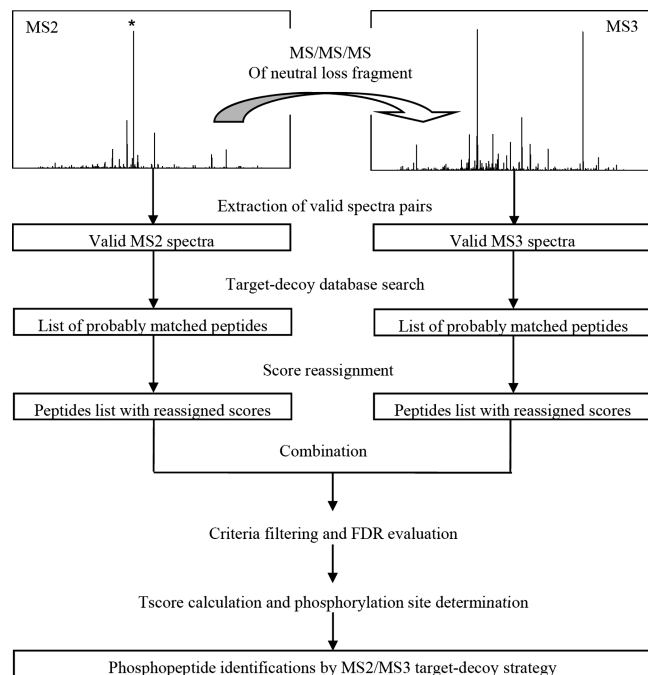 MS2
*
MS3
MS/MS/MS
Of neutral loss fragment
Extraction of valid spectra pairs
Valid MS2 spectra
Valid MS3 spectra
Target-decoy database search
List of probably matched peptides
List of probably matched peptides
Score reassignment
Peptides list with reassigned scores
Peptides list with reassigned scores
Combination
Criteria filtering and FDR evaluation
Tscore calculation and phosphorylation site determination
Phosphopeptide identifications by MS2/MS3 target-decoy strategy